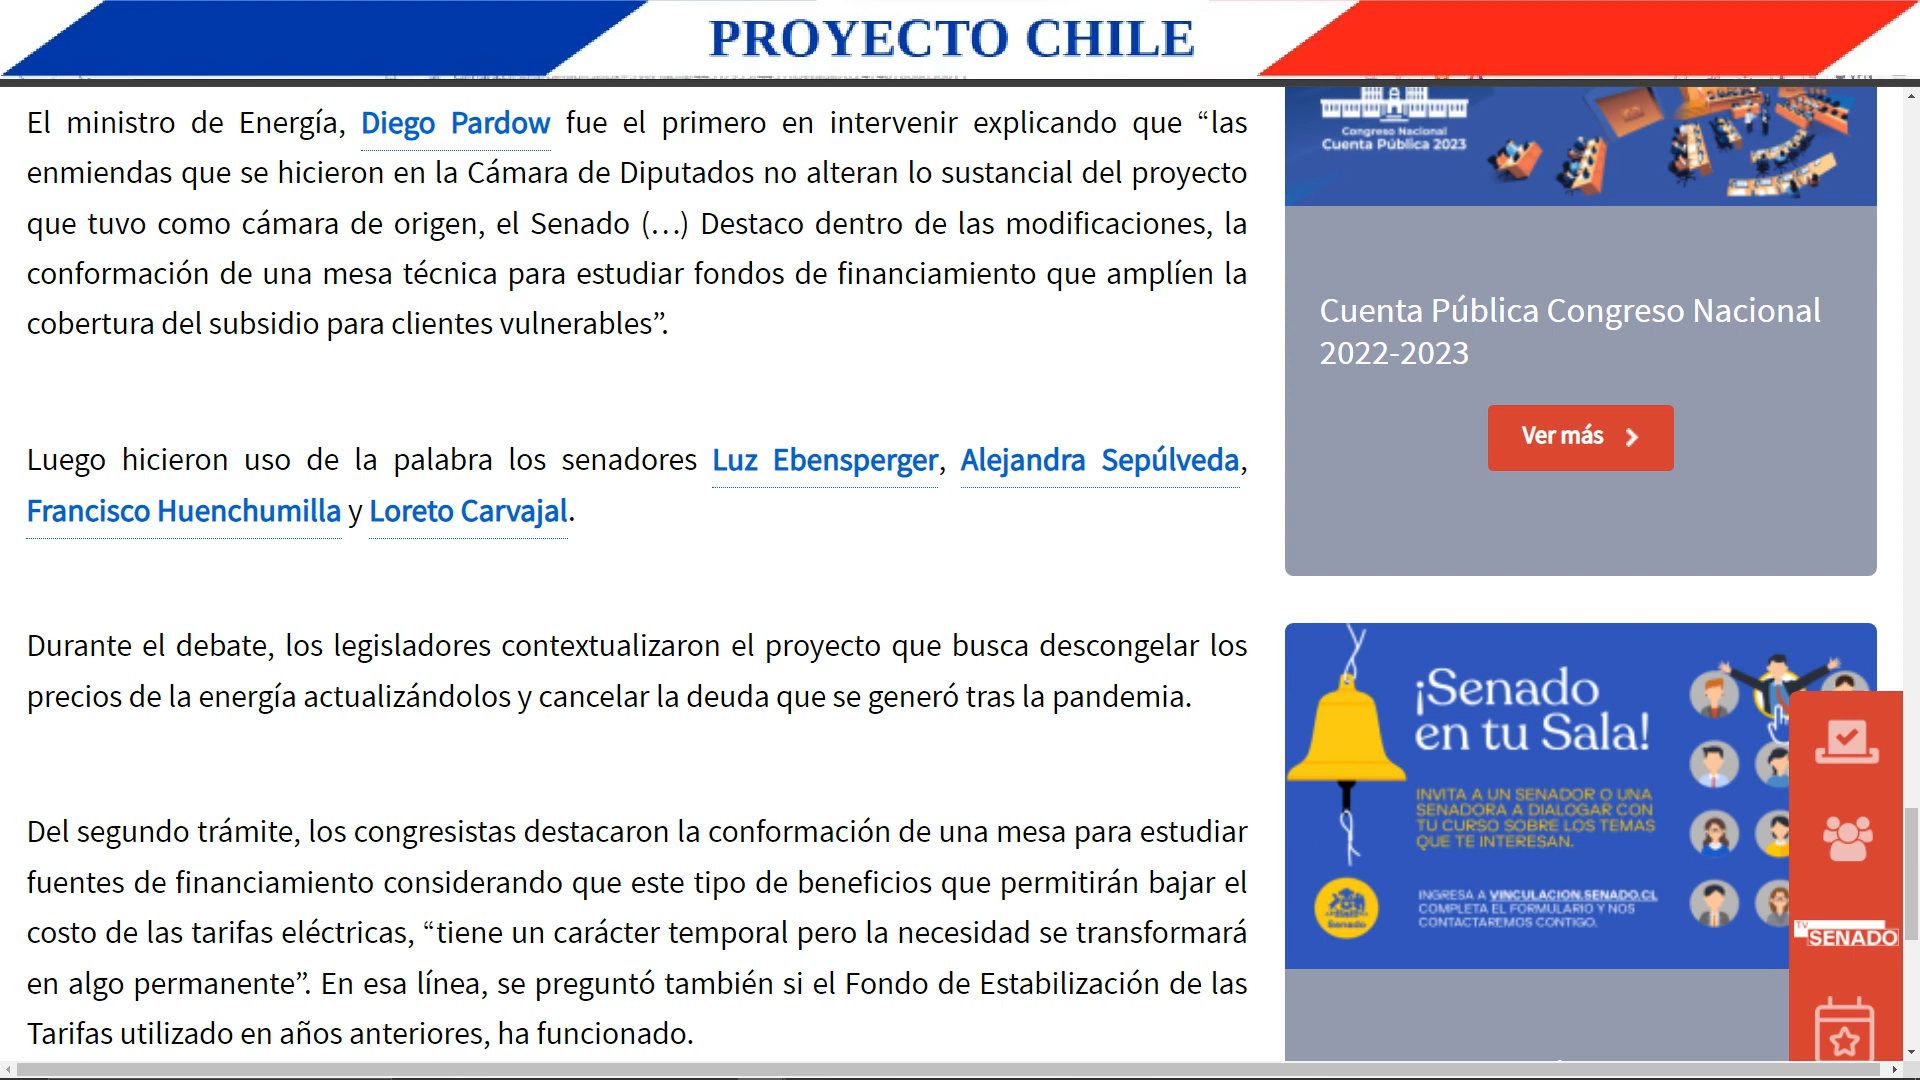 PROYECTO CHILE
El ministro de Energía, Diego Pardow fue el primero en intervenir explicando que “las
enmiendas que se hicieron en la Cámara de Diputados no alteran lo sustancial del proyecto
que tuvo como cámara de origen, el Senado (…) Destaco dentro de las modificaciones, la
conformación de una mesa técnica para estudiar fondos de financiamiento que amplíen la
cobertura del subsidio para clientes vulnerables”.
Luego hicieron uso de la palabra los senadores Luz Ebensperger, Alejandra Sepúlveda,
Francisco Huenchumilla y Loreto Carvajal.
Durante el debate, los legisladores contextualizaron el proyecto que busca descongelar los
precios de la energía actualizándolos y cancelar la deuda que se generó tras la pandemia.
Del segundo trámite, los congresistas destacaron la conformación de una mesa para estudiar
fuentes de financiamiento considerando que este tipo de beneficios que permitirán bajar el
costo de las tarifas eléctricas, “tiene un carácter temporal pero la necesidad se transformará
en algo permanente”. En esa línea, se preguntó también si el Fondo de Estabilización de las
Tarifas utilizado en años anteriores, ha funcionado.
Congreso Nacional
Cuenta Pública 2023
Cuenta Pública Congreso Nacional
2022-2023
Ver más
¡Senado
en tu Sala!
INVITA A UN SENADOR O UNA
SENADORA A DIALOGAR CON
TU CURSO SOBRE LOS TEMAS
QUE TE INTERESAN.
Senado
INGRESA A VINCULACION.SENADO.CL
COMPLETA EL FORMULARIO Y NOS
CONTACTAREMOS CONTIGO.
TV
SENADO